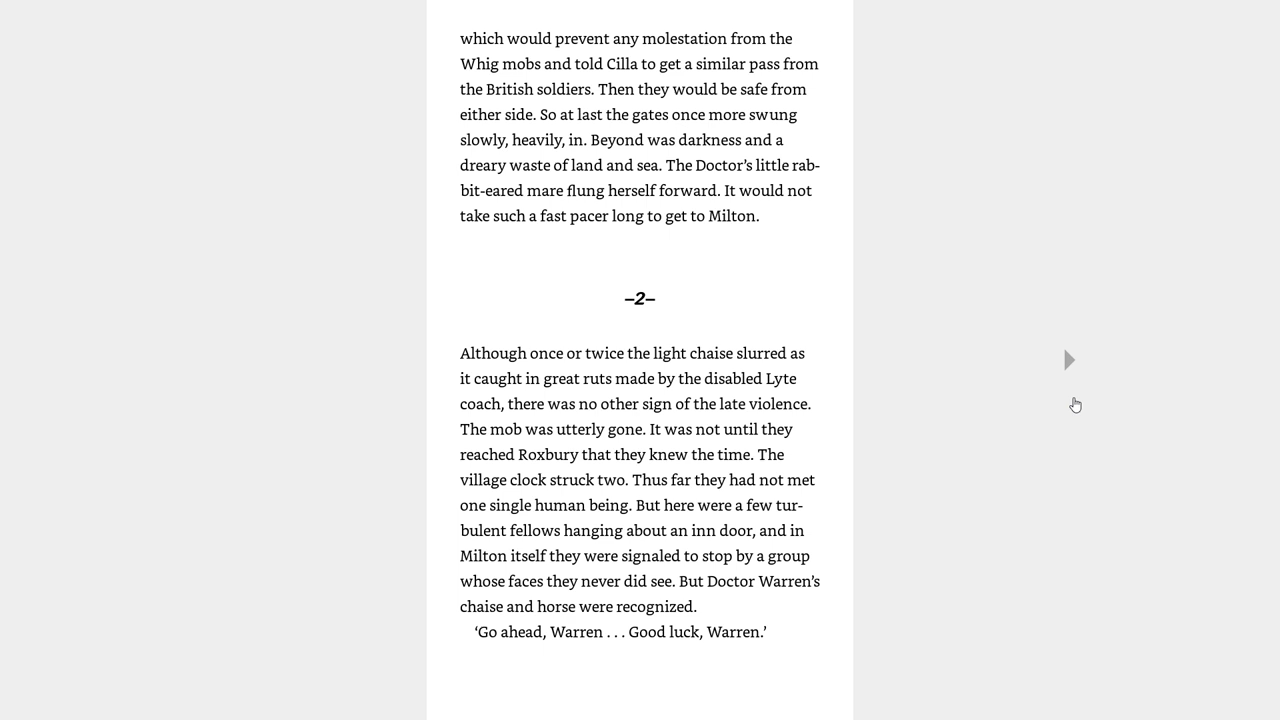 which would prevent any molestation from the
Whig mobs and told Cilla to get a similar pass from
the British soldiers. Then they would be safe from
either side. So at last the gates once more swung
slowly, heavily, in. Beyond was darkness and a
dreary waste of land and sea. The Doctor’s little rab-
bit-eared mare flung herself forward. It would not
take such a fast pacer long to get to Milton.
–2–
Although once or twice the light chaise slurred as
it caught in great ruts made by the disabled Lyte
coach, there was no other sign of the late violence.
The mob was utterly gone. It was not until they
reached Roxbury that they knew the time. The
village clock struck two. Thus far they had not met
one single human being. But here were a few tur-
bulent fellows hanging about an inn door, and in
Milton itself they were signaled to stop by a group
whose faces they never did see. But Doctor Warren’s
chaise and horse were recognized.
‘Go ahead, Warren . . . Good luck, Warren.’